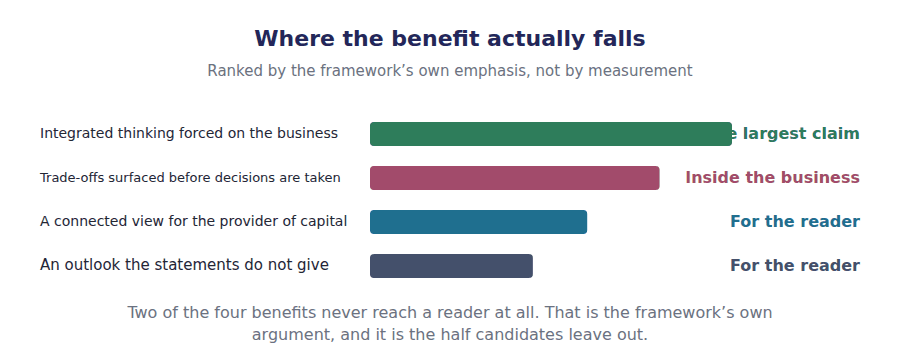 Where the benefit actually falls
Ranked by the framework’s own emphasis, not by measurement
Integrated thinking forced on the business
largest claim
Trade-offs surfaced before decisions are taken
Inside the business
A connected view for the provider of capital
For the reader
An outlook the statements do not give
For the reader
Two of the four benefits never reach a reader at all. That is the framework’s own
argument, and it is the half candidates leave out.